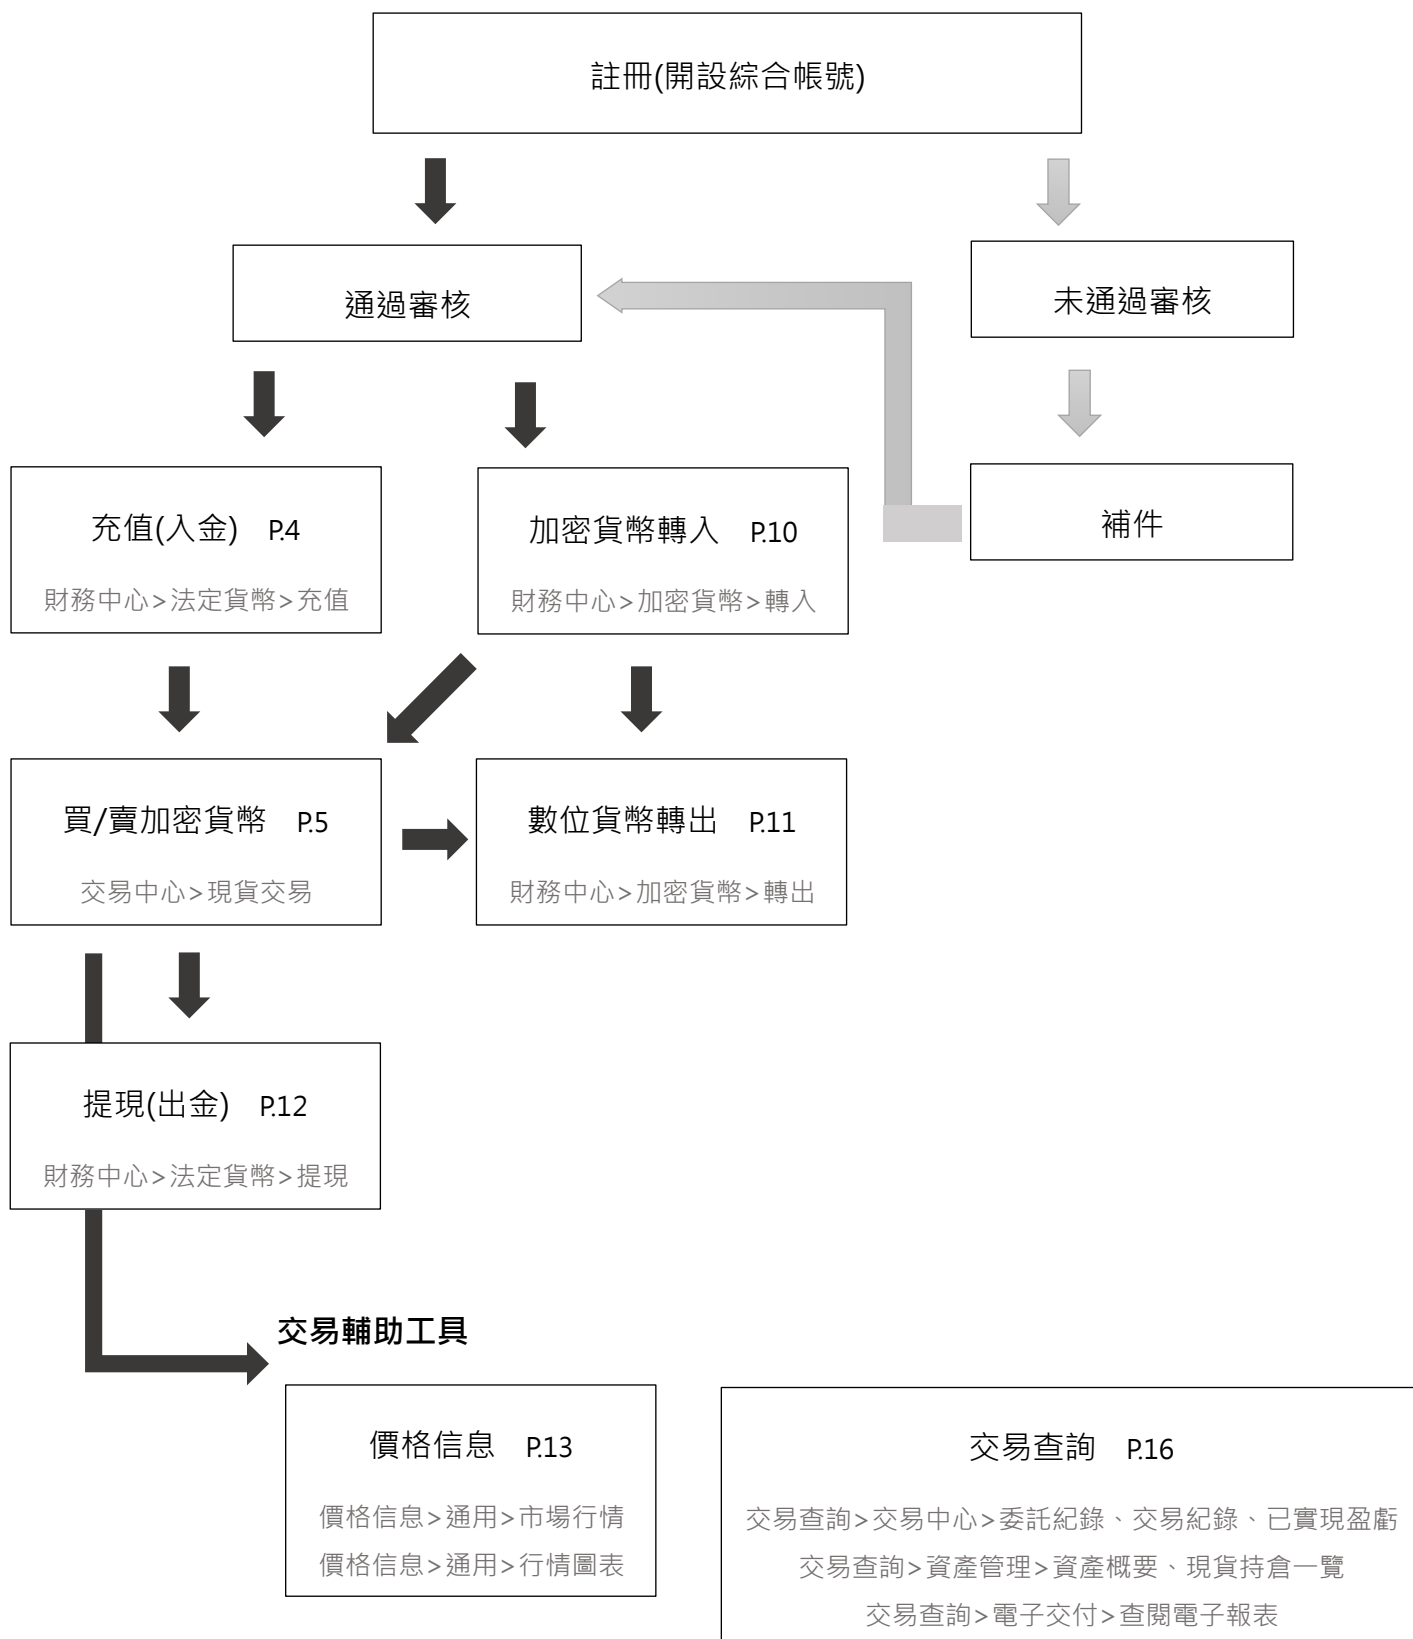 註冊(開設綜合帳號)
通過審核
未通過審核
充值(入金) P.4
財務中心>法定貨幣>充值
加密貨幣轉入 P.10
財務中心>加密貨幣>轉入
補件
買/賣加密貨幣 P.5
交易中心>現貨交易
數位貨幣轉出 P.11
財務中心>加密貨幣>轉出
提現(出金) P.12
財務中心>法定貨幣>提現
交易輔助工具
價格信息 P.13
價格信息>通用>市場行情
價格信息>通用>行情圖表
交易查詢 P.16
交易查詢>交易中心>委託紀錄、交易紀錄、已實現盈虧
交易查詢>資產管理>資產概要、現貨持倉一覽
交易查詢>電子交付>查閱電子報表